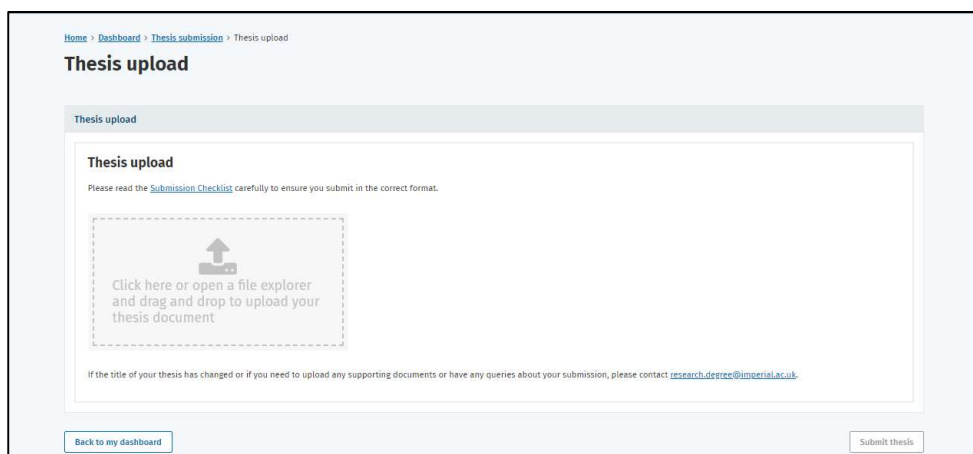 Home > Dashboard > Thesis submission > Thesis upload
Thesis upload
Thesis upload
Thesis upload
Please read the Submission Checklist carefully to ensure you submit in the correct format.
Click here or open a file explorer
and drag and drop to upload your
thesis document
If the title of your thesis has changed or if you need to upload any supporting documents or have any queries about your submission, please contact research.degree@imperial.ac.uk.
Back to my dashboard
Submit thesis